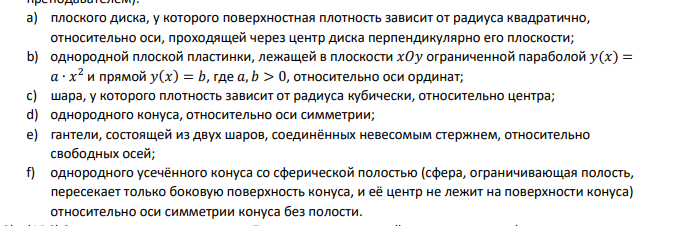 преподавателем).
a) плоского диска, у которого поверхностная плотность зависит от радиуса квадратично,
относительно оси, проходящей через центр диска перпендикулярно его плоскости;
b) однородной плоской пластинки, лежащей в плоскости xOy ограниченной параболой y(x) =
a · x² и прямой y(x) = b, где a, b > 0, относительно оси ординат;
c) шара, у которого плотность зависит от радиуса кубически, относительно центра;
d) однородного конуса, относительно оси симметрии;
e) гантели, состоящей из двух шаров, соединённых невесомым стержнем, относительно
свободных осей;
f) однородного усечённого конуса со сферической полостью (сфера, ограничивающая полость,
пересекает только боковую поверхность конуса, и её центр не лежит на поверхности конуса)
относительно оси симметрии конуса без полости.